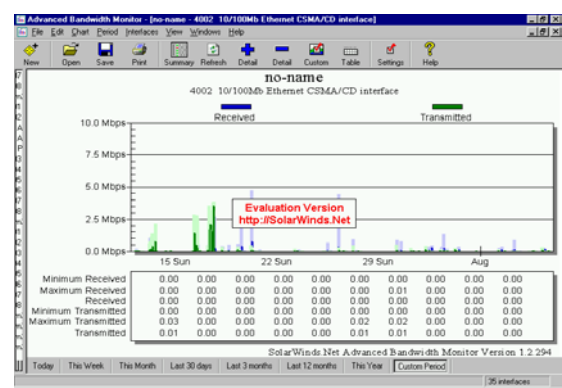 Advanced Bandwidth Monitor - [no-name - 4002 10/100Mb Ethernet CSMA/CD interface]
File Edit Chart Period Interfaces View Windows Help
New Open Save Print Summary Refresh Detail Detail Custom Table Settings Help
no-name
4002 10/100Mb Ethernet CSMA/CD interface
Received Transmitted
10.0 Mbps
7.5 Mbps
5.0 Mbps
2.5 Mbps
0.0 Mbps
Evaluation Version
http://SolarWinds.Net
15 Sun 22 Sun 29 Sun Aug
Minimum Received 0.00 0.00 0.00 0.00 0.00 0.00 0.00 0.00 0.00 0.00
Maximum Received 0.00 0.00 0.00 0.00 0.00 0.00 0.01 0.00 0.00 0.00
Received 0.00 0.00 0.00 0.00 0.00 0.00 0.00 0.00 0.00 0.00
Minimum Transmitted 0.00 0.00 0.00 0.00 0.00 0.00 0.00 0.00 0.00 0.00
Maximum Transmitted 0.03 0.00 0.00 0.00 0.00 0.02 0.02 0.00 0.00 0.00
Transmitted 0.01 0.00 0.00 0.00 0.00 0.01 0.01 0.00 0.00 0.00
SolarWinds.Net Advanced Bandwidth Monitor Version 1.2.294
Today This Week This Month Last 30 days Last 3 months Last 12 months This Year Custom Period
35 interfaces